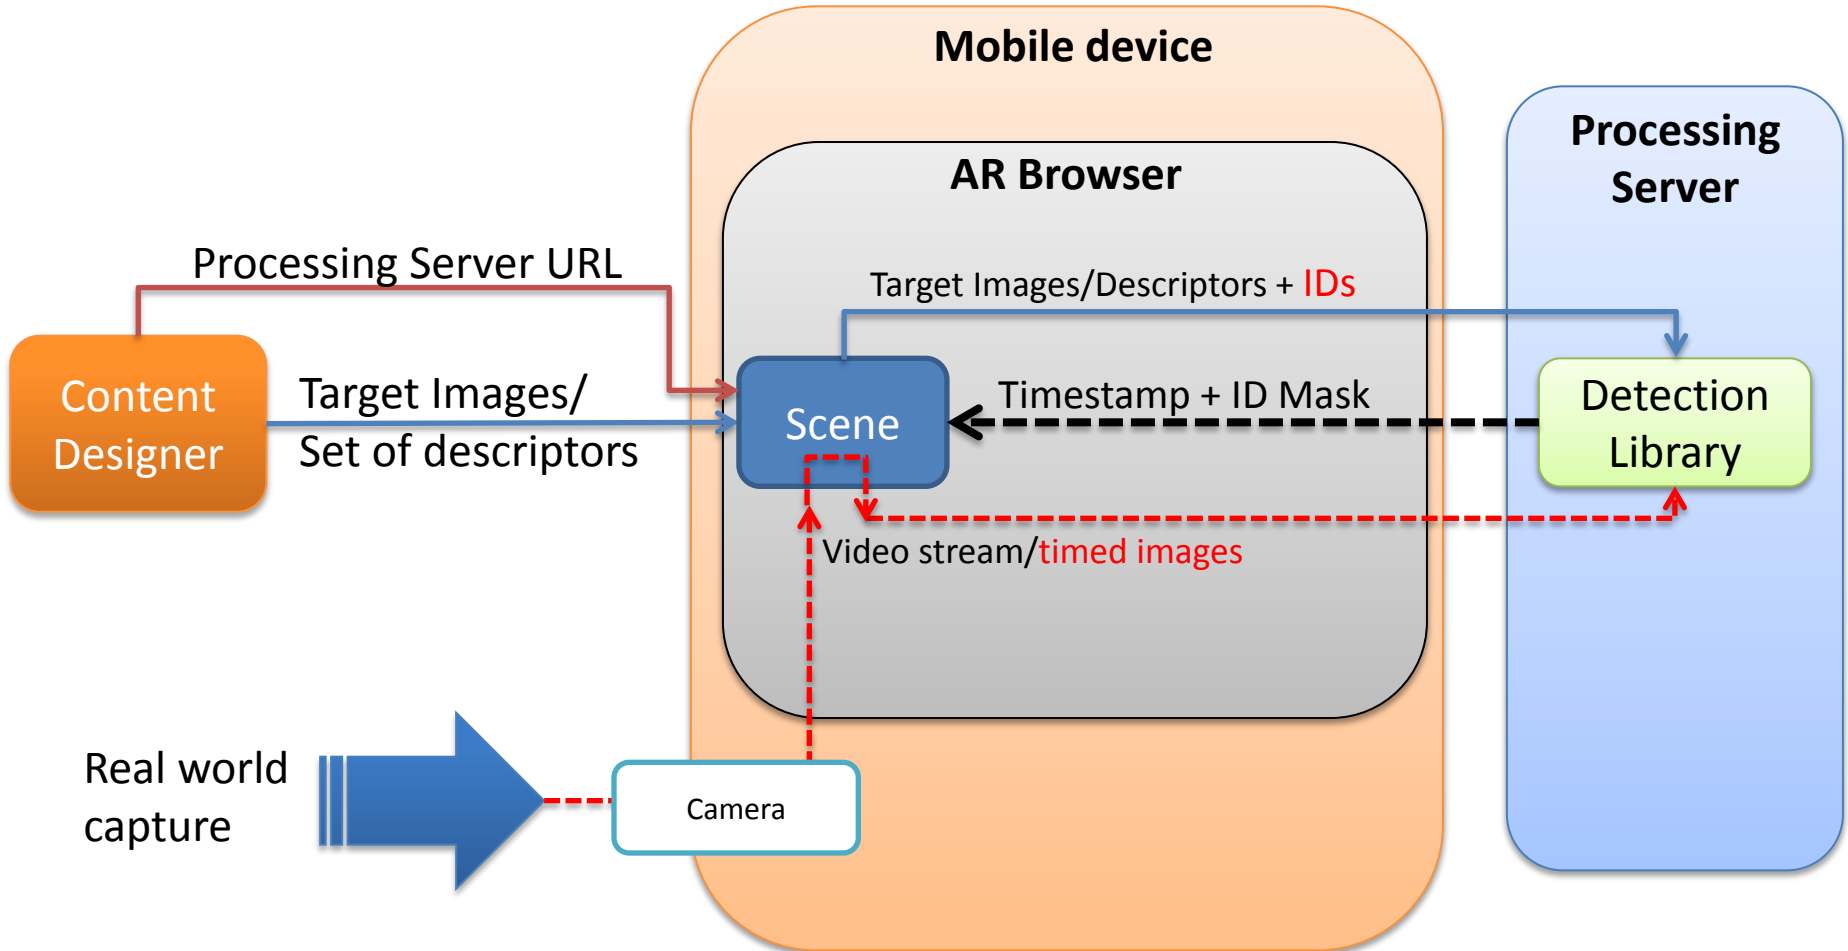 Mobile device
Processing
Server
AR Browser
Processing Server URL
Target Images/Descriptors + IDs
Content
Designer
Target Images/
Set of descriptors
Scene
Timestamp + ID Mask
Detection
Library
Video stream/timed images
Real world
capture
Camera